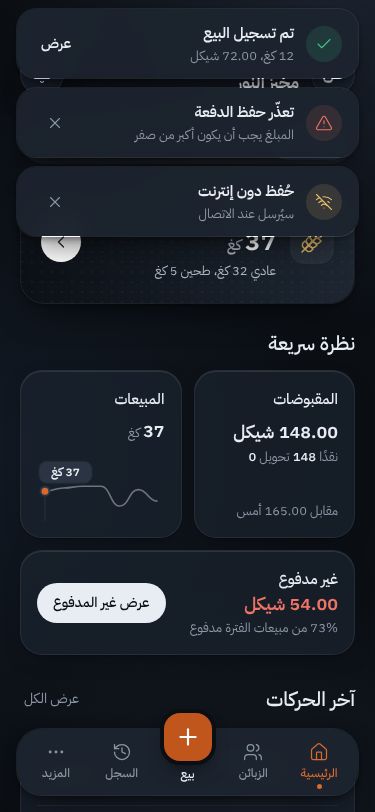 تم تسجيل البيع
12 كغ، 72.00 شيكل
عرض
مخبز النور
تعذّر حفظ الدفعة
المبلغ يجب أن يكون أكبر من صفر
حُفظ دون إنترنت
سيُرسل عند الاتصال
37 كغ
عادي 32 كغ، طحين 5 كغ
نظرة سريعة
المقبوضات
148.00 شيكل
نقدًا 148 تحويل 0
مقابل 165.00 أمس
المبيعات
37 كغ
37 كغ
غير مدفوع
54.00 شيكل
73% من مبيعات الفترة مدفوع
عرض غير المدفوع
آخر الحركات
عرض الكل
الرئيسية
الزبائن
بيع
السجل
المزيد